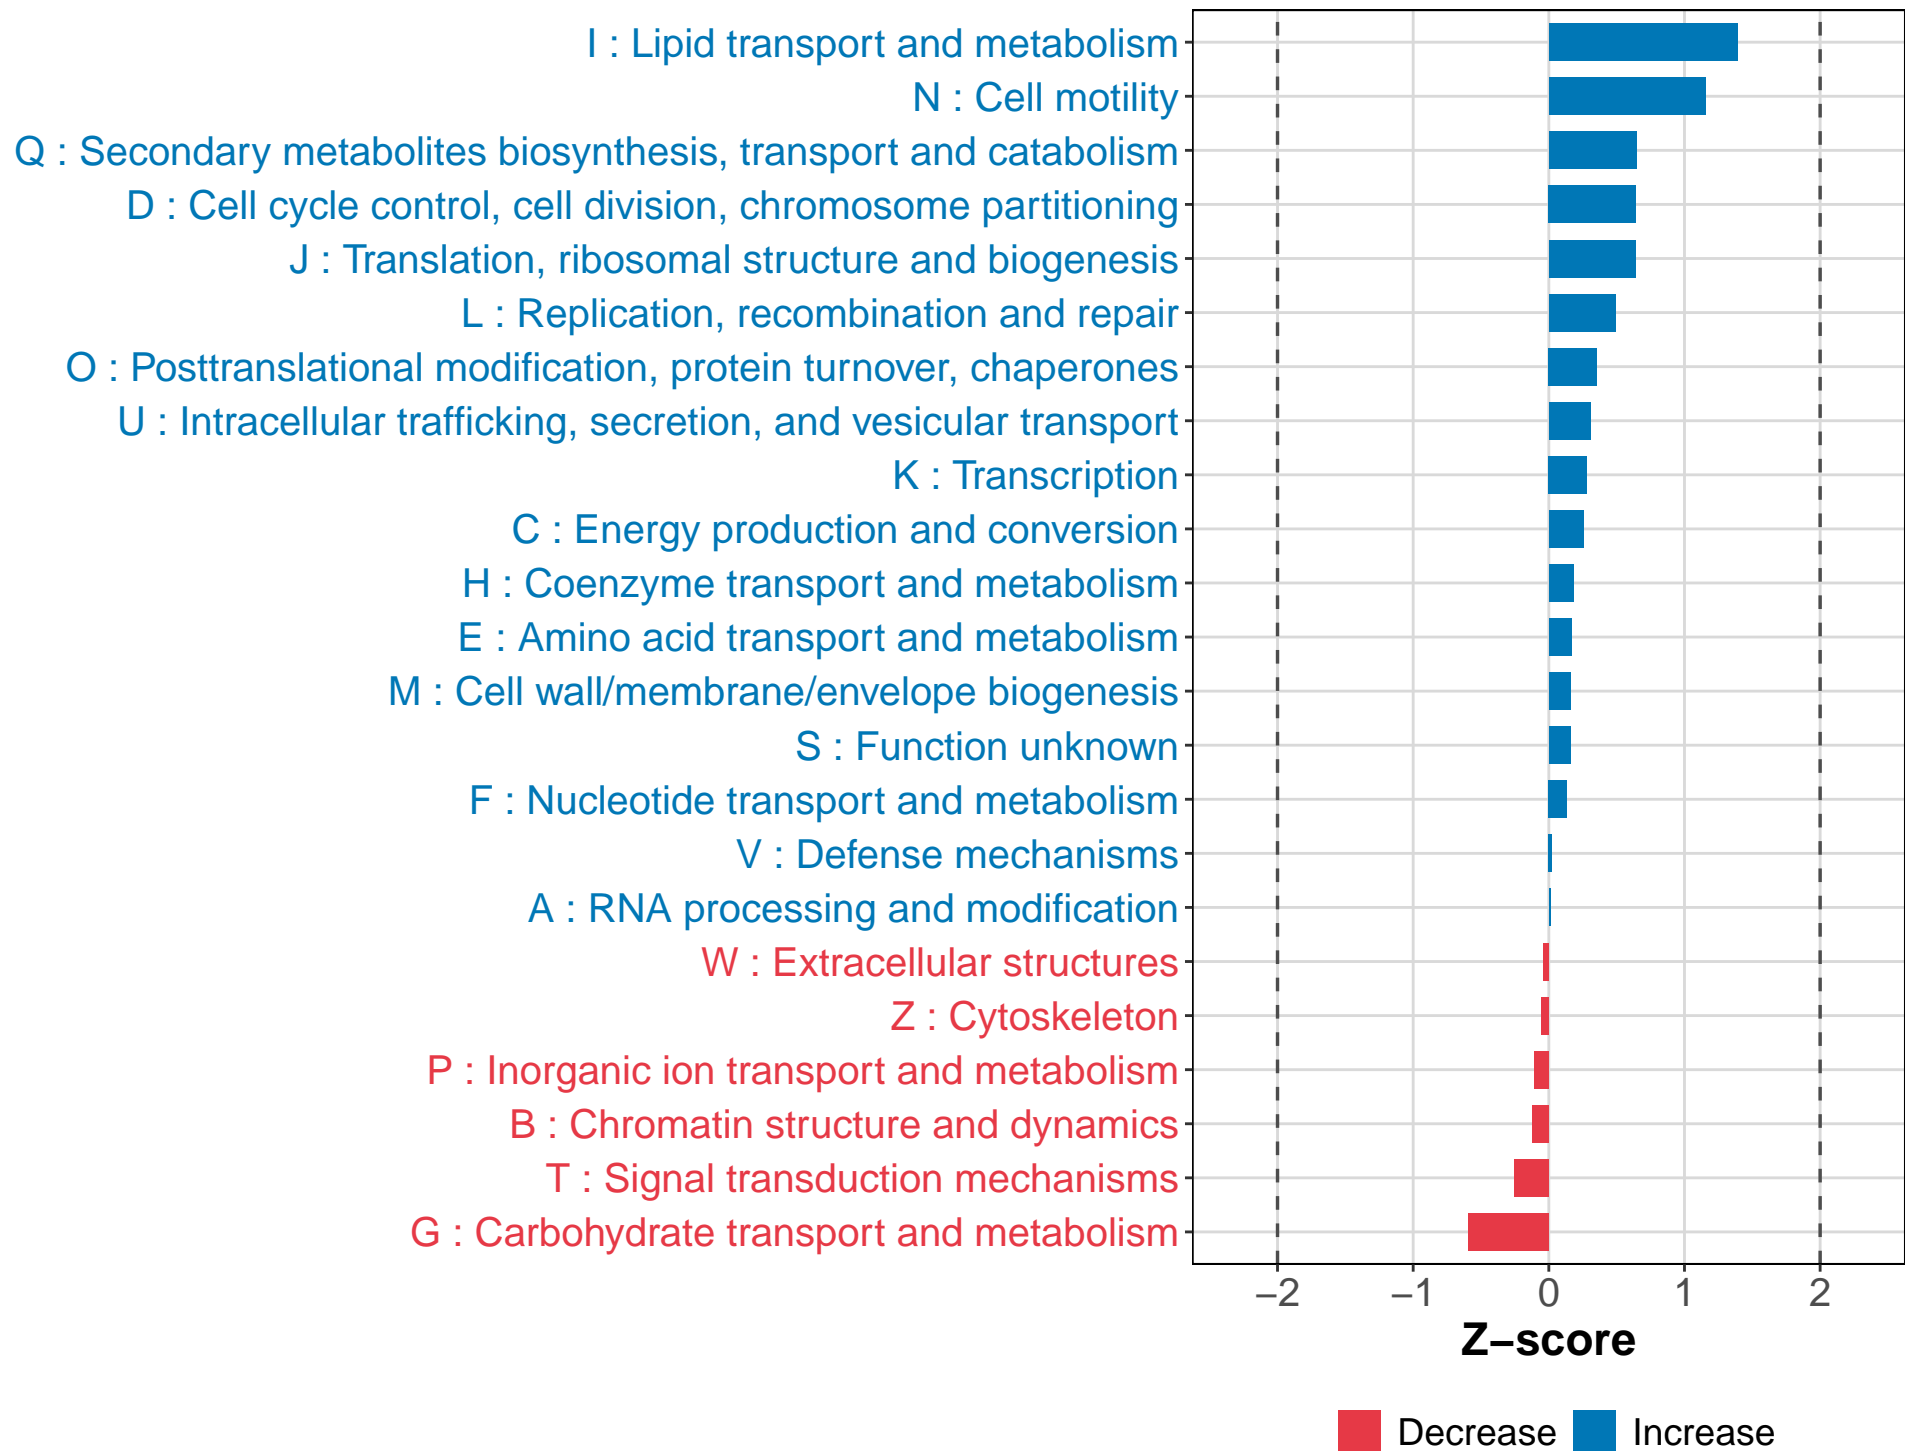 I : Lipid transport and metabolism
N : Cell motility
Q : Secondary metabolites biosynthesis, transport and catabolism
D : Cell cycle control, cell division, chromosome partitioning
J : Translation, ribosomal structure and biogenesis
L : Replication, recombination and repair
O : Posttranslational modification, protein turnover, chaperones
U : Intracellular trafficking, secretion, and vesicular transport
K : Transcription
C : Energy production and conversion
H : Coenzyme transport and metabolism
E : Amino acid transport and metabolism
M : Cell wall/membrane/envelope biogenesis
S : Function unknown
F : Nucleotide transport and metabolism
V : Defense mechanisms
A : RNA processing and modification
W : Extracellular structures
Z : Cytoskeleton
P : Inorganic ion transport and metabolism
B : Chromatin structure and dynamics
T : Signal transduction mechanisms
G : Carbohydrate transport and metabolism
−2 −1 0 1 2
Z−score
Decrease Increase